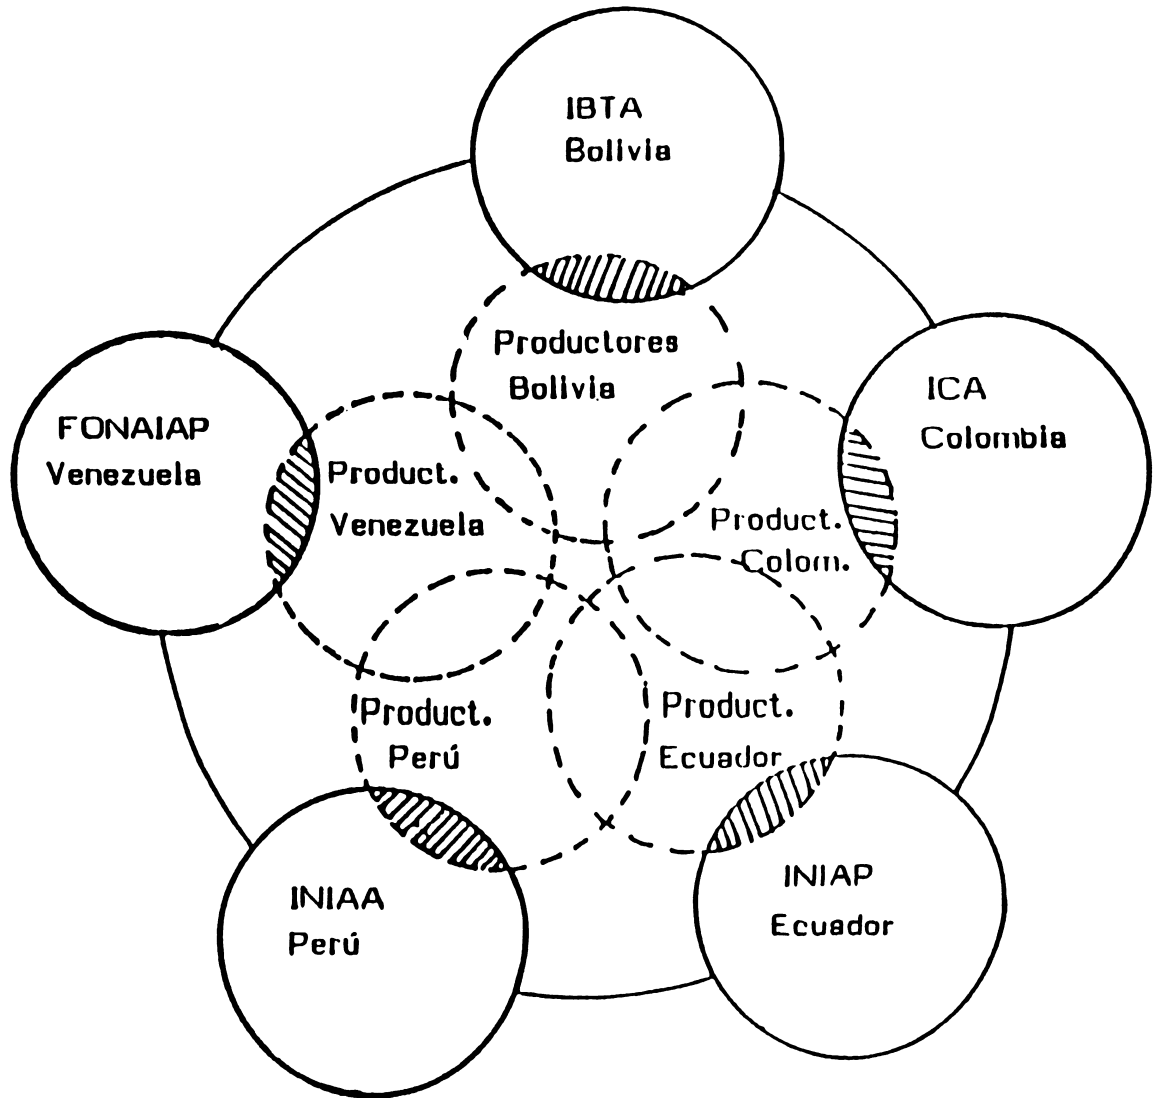 IBTA
Bolivia
Productores
Bolivia
ICA
Colombia
FONAIAP
Venezuela
Product.
Venezuela
Product.
Colom.
Product.
Perú
Product.
Ecuador
INIAA
Perú
INIAP
Ecuador